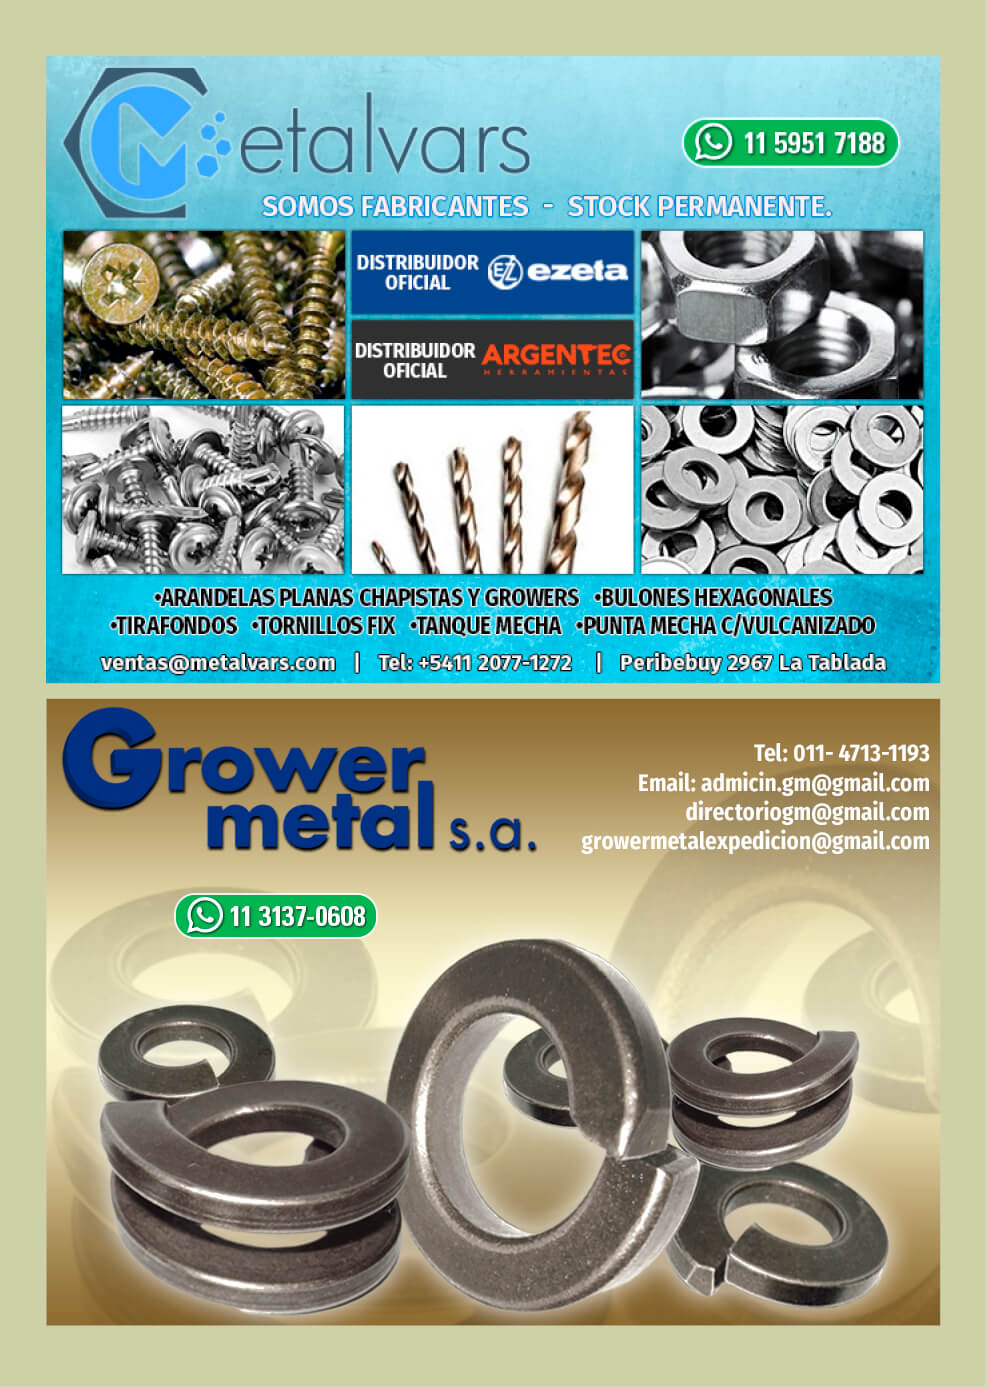 Metalvars
11 5951 7188
SOMOS FABRICANTES - STOCK PERMANENTE.
DISTRIBUIDOR
OFICIAL
EZ ezeta
DISTRIBUIDOR
OFICIAL
ARGENTEC
HERRAMIENTAS
•ARANDELAS PLANAS CHAPISTAS Y GROWERS •BULONES HEXAGONALES
•TIRAFONDOS •TORNILLOS FIX •TANQUE MECHA •PUNTA MECHA C/VULCANIZADO
ventas@metalvars.com | Tel: +5411 2077-1272 | Peribebuy 2967 La Tablada
Grower
metal s.a.
Tel: 011- 4713-1193
Email: admicin.gm@gmail.com
directoriogm@gmail.com
growermetalexpedicion@gmail.com
11 3137-0608